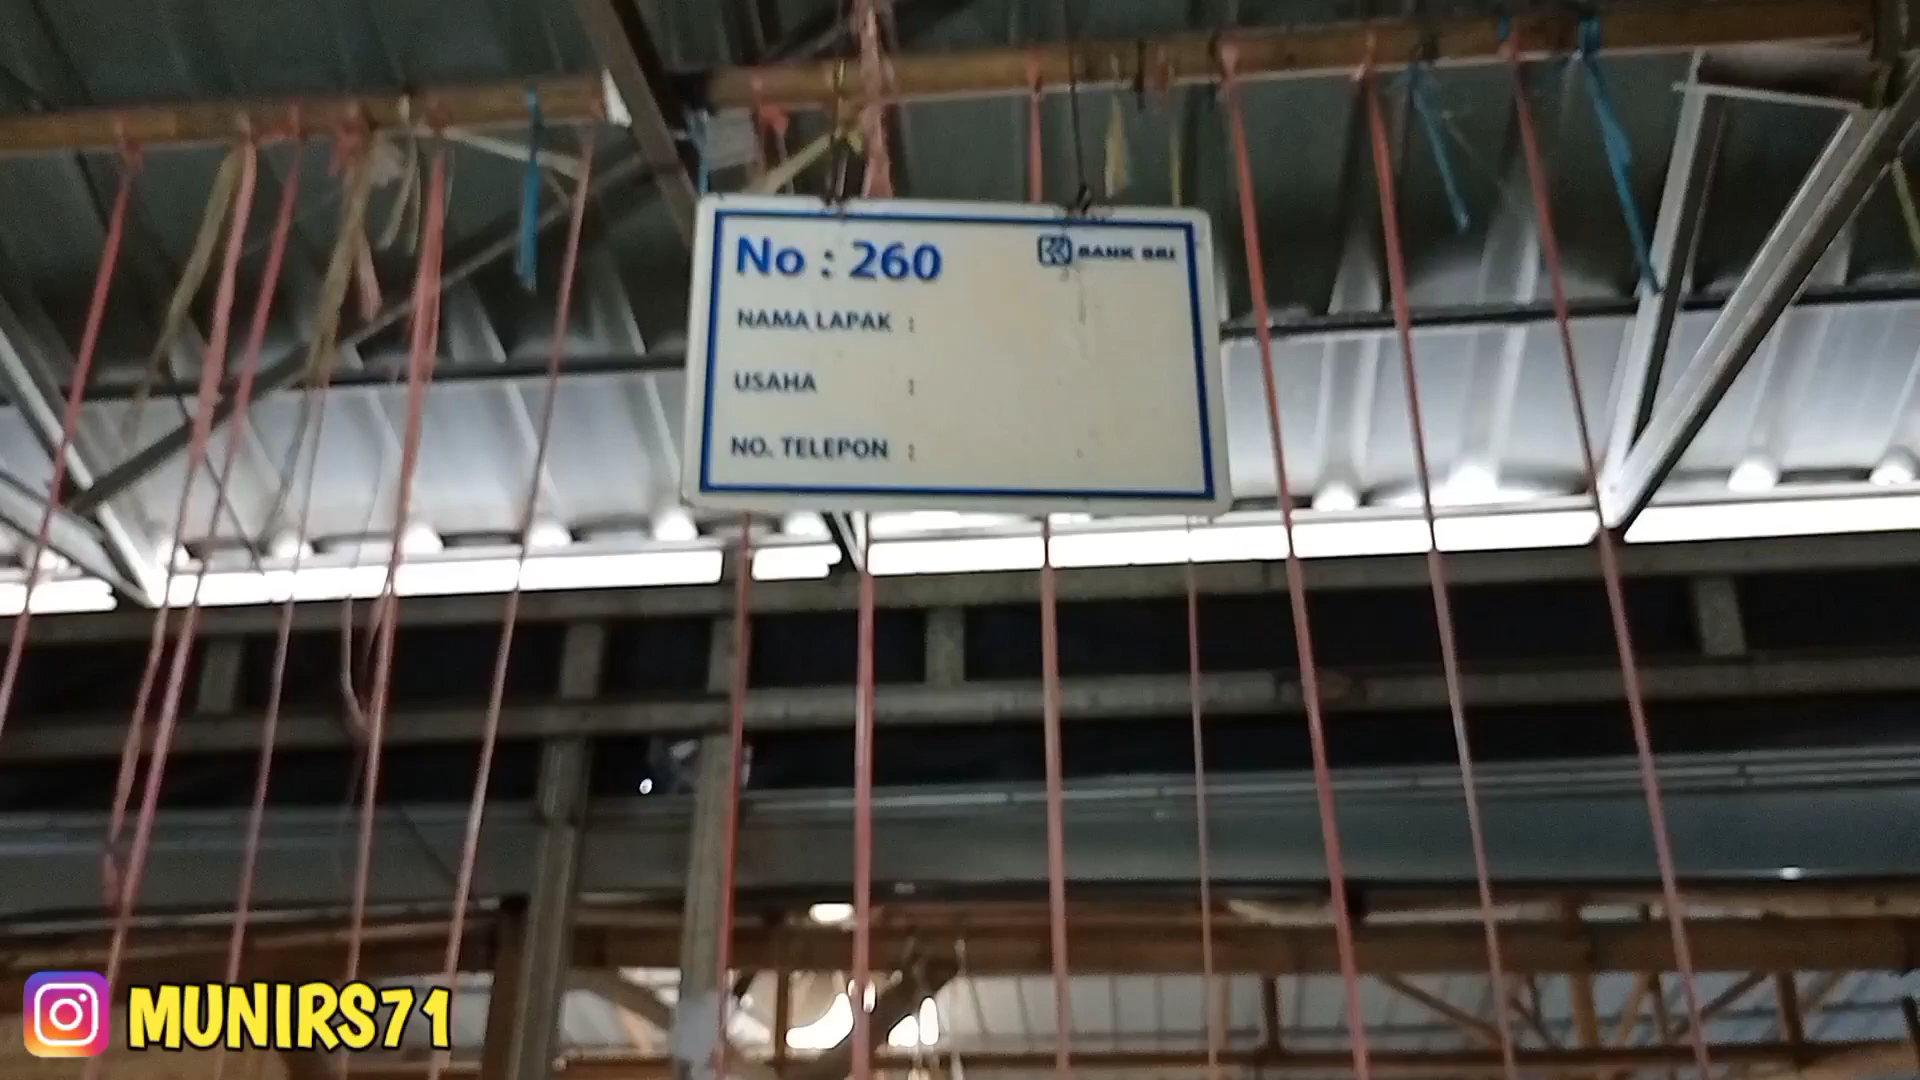 No : 260
BANK BRI
NAMA LAPAK :
USAHA :
NO. TELEPON :
MUNIRS71